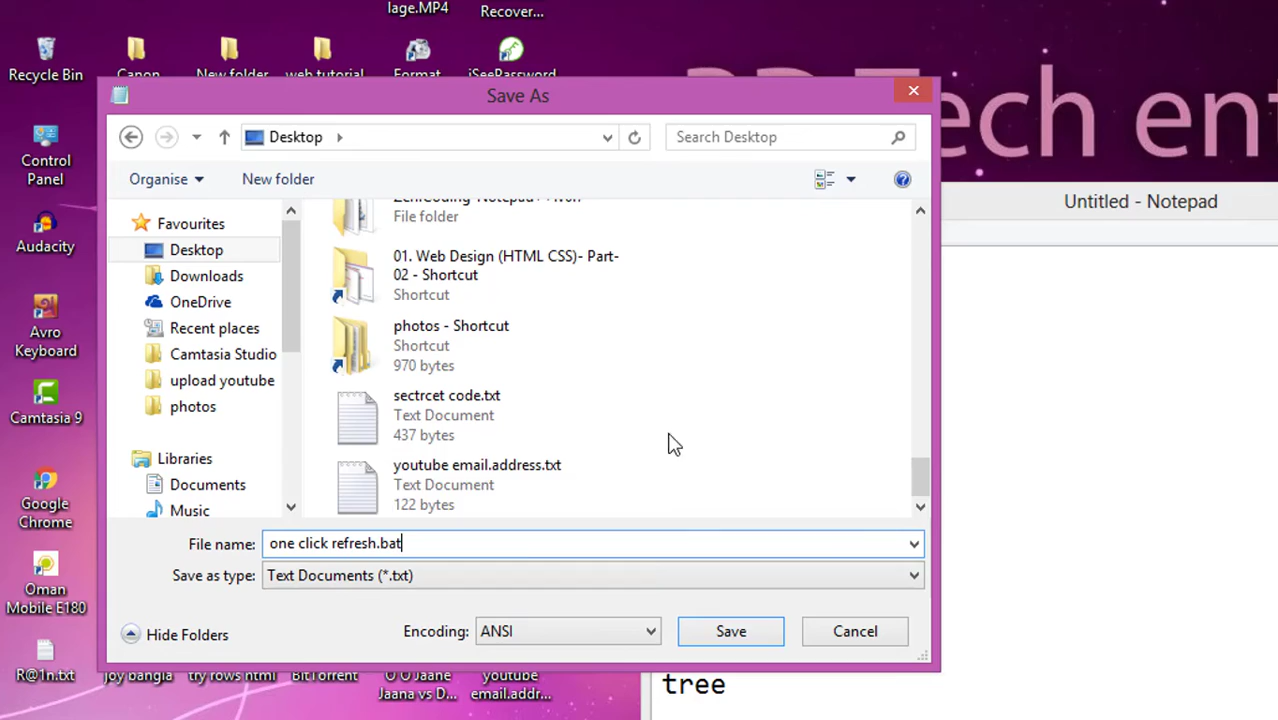 lage.MP4
Recover...
Recycle Bin
Canon
New folder
web tutorial
Format
iSeePassword
Tech ent
Save As
Desktop
Search Desktop
Organise
New folder
Untitled - Notepad
Control
Panel
Audacity
Avro
Keyboard
Camtasia 9
Google
Chrome
Oman
Mobile E180
R@1n.txt
Favourites
Desktop
Downloads
OneDrive
Recent places
Camtasia Studio
upload youtube
photos
Libraries
Documents
Music
File folder
01. Web Design (HTML CSS)- Part-
02 - Shortcut
Shortcut
photos - Shortcut
Shortcut
970 bytes
sectrcet code.txt
Text Document
437 bytes
youtube email.address.txt
Text Document
122 bytes
File name: one click refresh.bat
Save as type: Text Documents (*.txt)
Hide Folders
Encoding: ANSI
Save
Cancel
joy bangla
try rows html
BitTorrent
O O Jaane
Jaana vs D...
youtube
email.addr...
tree